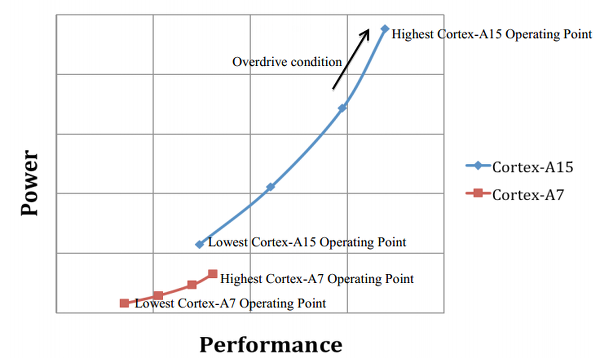 Highest Cortex-A15 Operating Point
Overdrive condition
Power
Cortex-A15
Cortex-A7
Lowest Cortex-A15 Operating Point
Highest Cortex-A7 Operating Point
Lowest Cortex-A7 Operating Point
Performance